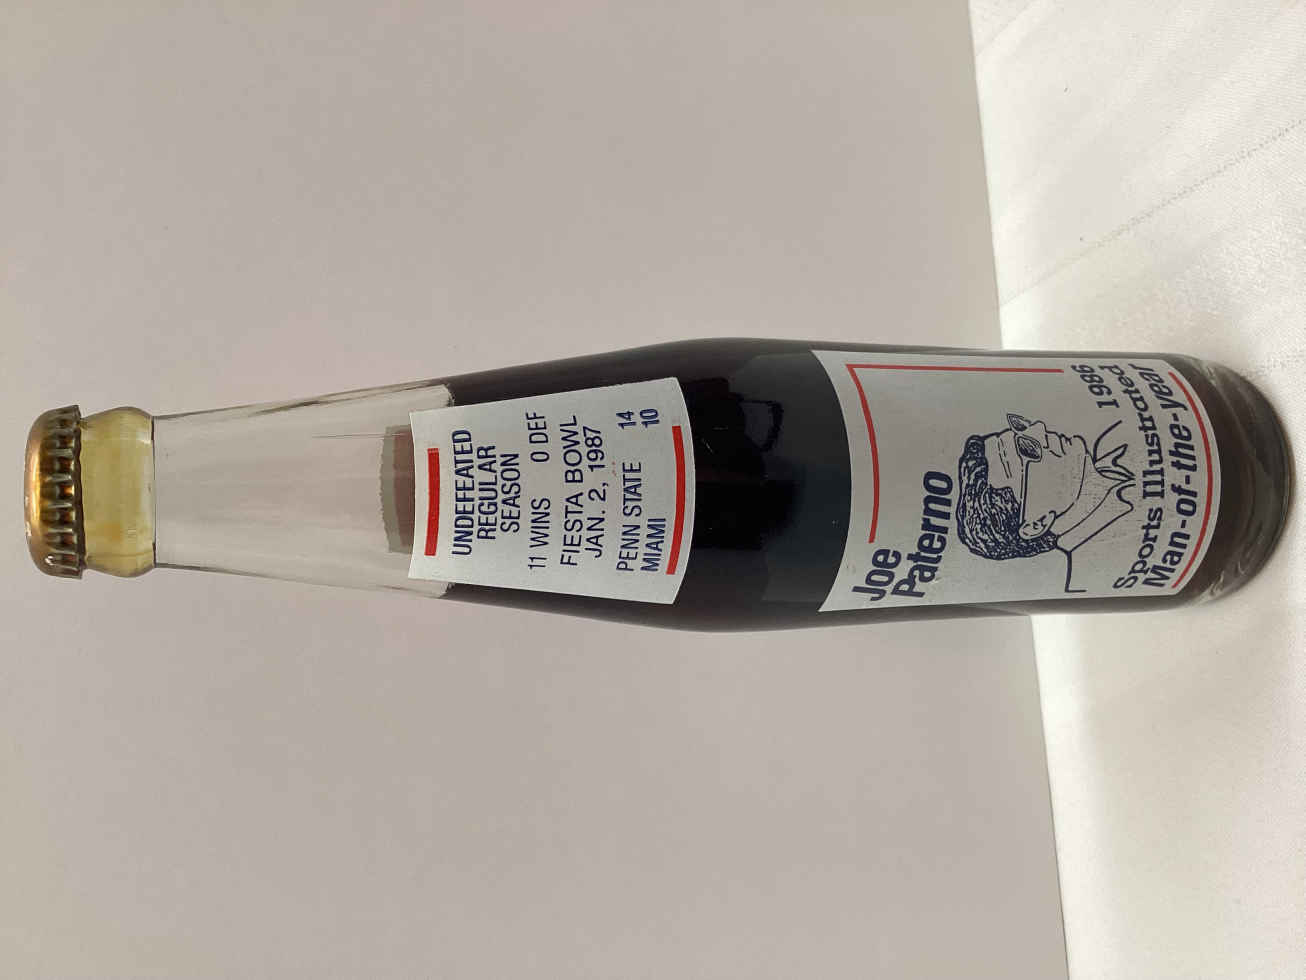 UNDEFEATED
REGULAR
SEASON
11 WINS 0 DEF
FIESTA BOWL
JAN. 2, 1987
PENN STATE 14
MIAMI 10
Joe
Paterno
1986
Sports Illustrated
Man-of-the-year